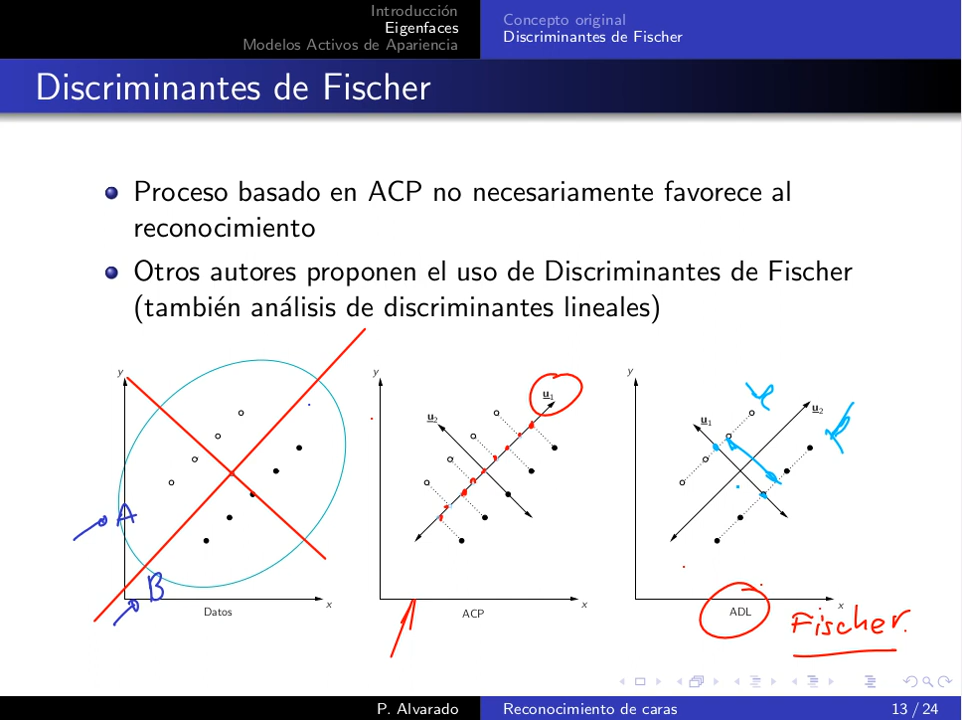 Introducción
Eigenfaces
Modelos Activos de Apariencia
Concepto original
Discriminantes de Fischer
Discriminantes de Fischer
Proceso basado en ACP no necesariamente favorece al
reconocimiento
Otros autores proponen el uso de Discriminantes de Fischer
(también análisis de discriminantes lineales)
y
A
B
x
Datos
y
u2
u1
x
ACP
y
u1
u2
x
ADL
Fischer.
P. Alvarado
Reconocimiento de caras
13 / 24